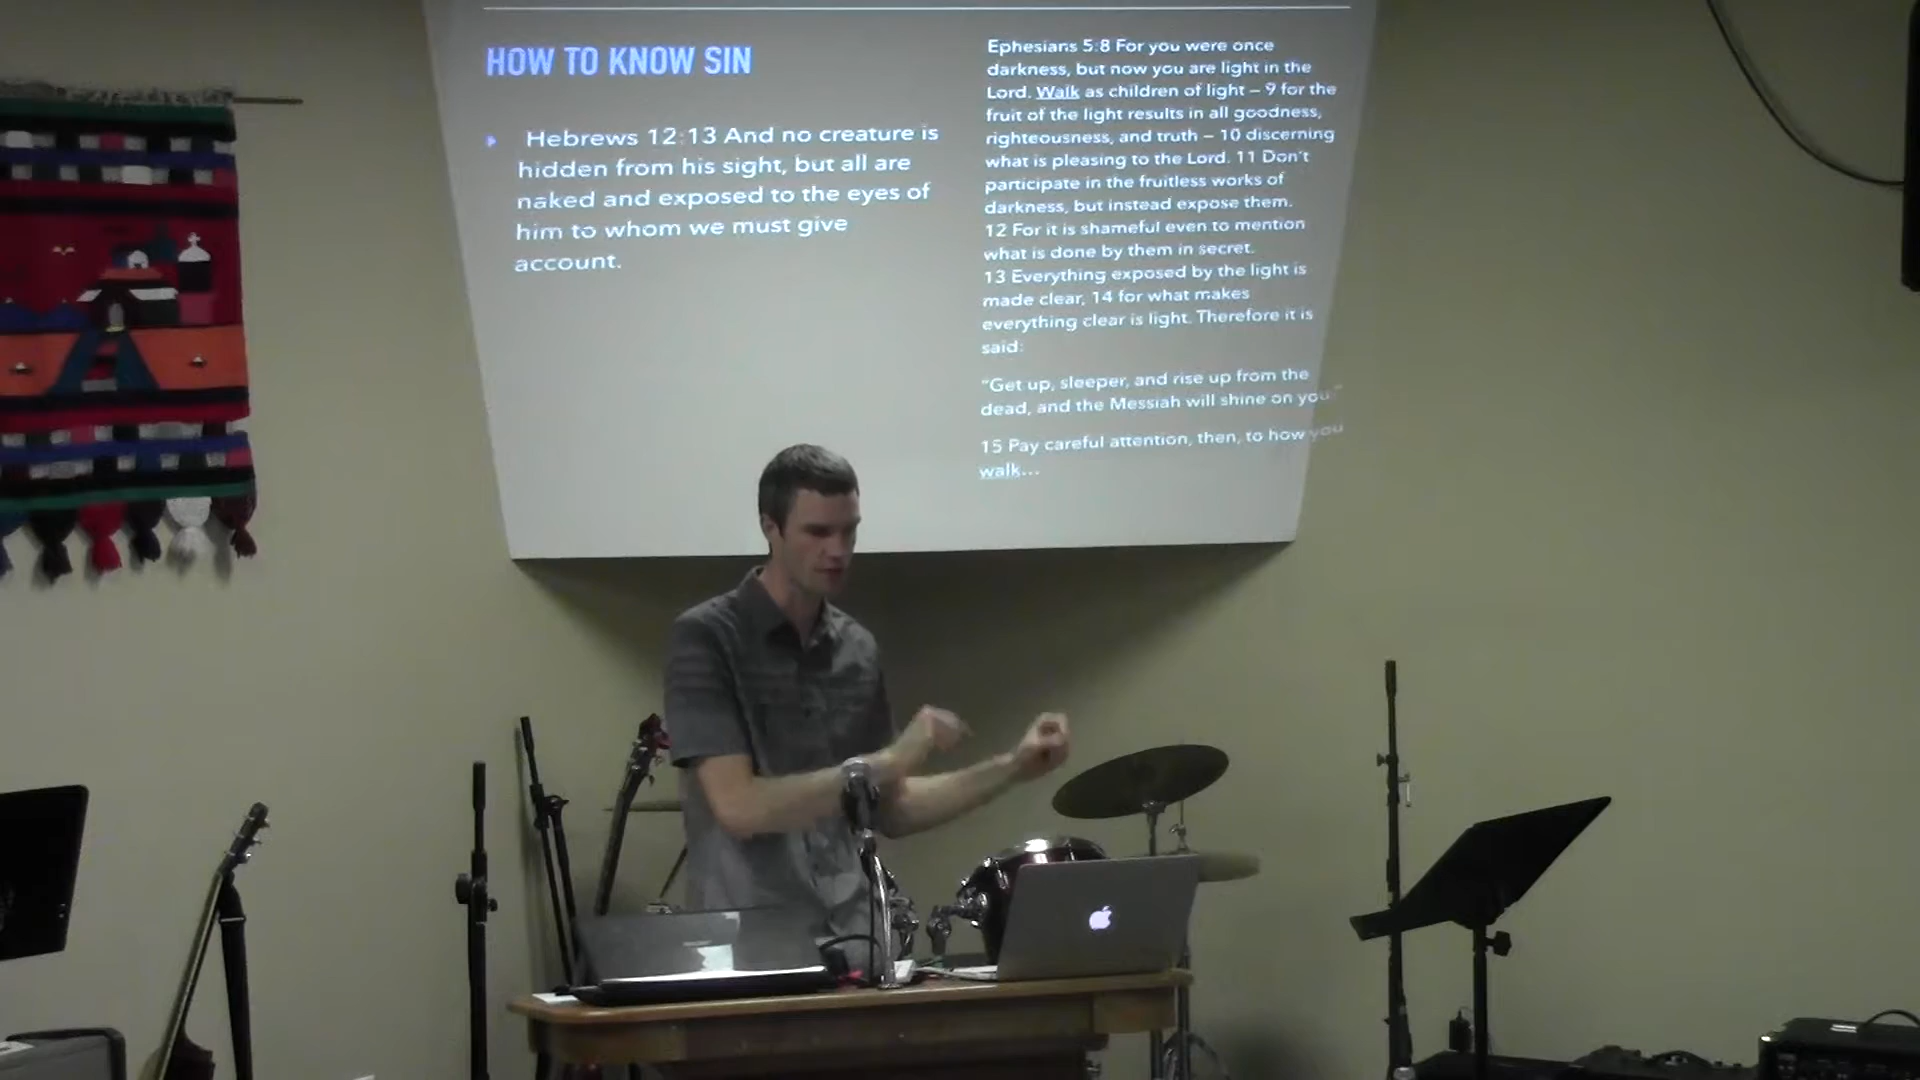 HOW TO KNOW SIN
Hebrews 12:13 And no creature is
hidden from his sight, but all are
naked and exposed to the eyes of
him to whom we must give
account.
Ephesians 5:8 For you were once
darkness, but now you are light in the
Lord. Walk as children of light – 9 for the
fruit of the light results in all goodness,
righteousness, and truth – 10 discerning
what is pleasing to the Lord. 11 Don't
participate in the fruitless works of
darkness, but instead expose them.
12 For it is shameful even to mention
what is done by them in secret.
13 Everything exposed by the light is
made clear, 14 for what makes
everything clear is light. Therefore it is
said:
"Get up, sleeper, and rise up from the
dead, and the Messiah will shine on you."
15 Pay careful attention, then, to how you
walk...